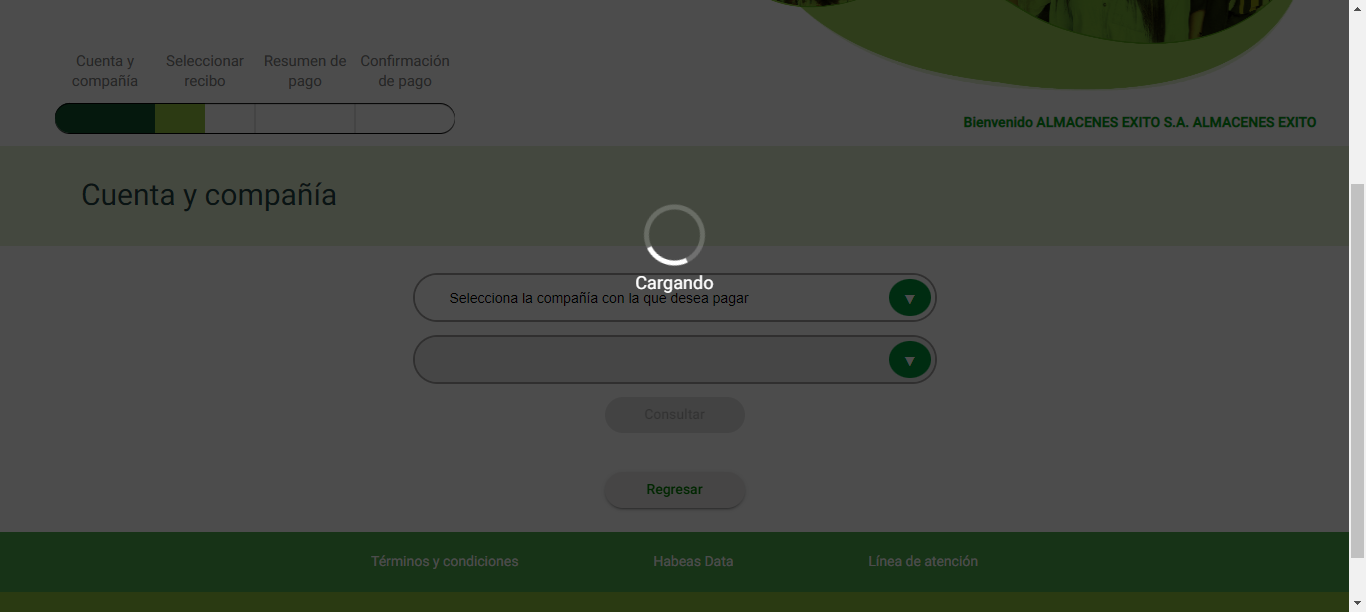 Cuenta y
compañía
Seleccionar
recibo
Resumen de
pago
Confirmación
de pago
Bienvenido ALMACENES EXITO S.A. ALMACENES EXITO
Cuenta y compañía
Cargando
Selecciona la compañía con la que desea pagar
Consultar
Regresar
Términos y condiciones
Habeas Data
Línea de atención